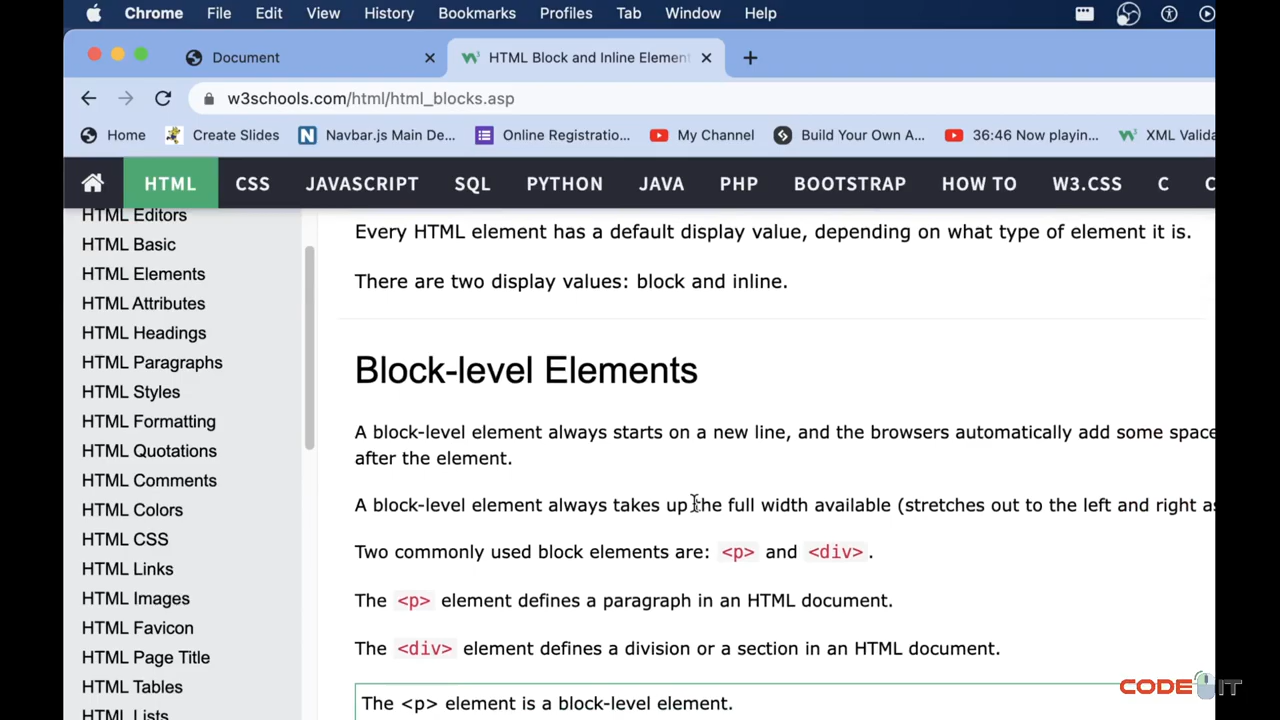 Chrome File Edit View History Bookmarks Profiles Tab Window Help
Document HTML Block and Inline Element
w3schools.com/html/html_blocks.asp
Home Create Slides Navbar.js Main De... Online Registratio... My Channel Build Your Own A... 36:46 Now playin... XML Valida
HTML CSS JAVASCRIPT SQL PYTHON JAVA PHP BOOTSTRAP HOW TO W3.CSS C C
HTML Editors
HTML Basic
HTML Elements
HTML Attributes
HTML Headings
HTML Paragraphs
HTML Styles
HTML Formatting
HTML Quotations
HTML Comments
HTML Colors
HTML CSS
HTML Links
HTML Images
HTML Favicon
HTML Page Title
HTML Tables
HTML Lists
Every HTML element has a default display value, depending on what type of element it is.
There are two display values: block and inline.
Block-level Elements
A block-level element always starts on a new line, and the browsers automatically add some space
after the element.
A block-level element always takes up the full width available (stretches out to the left and right as
Two commonly used block elements are: <p> and <div>.
The <p> element defines a paragraph in an HTML document.
The <div> element defines a division or a section in an HTML document.
The <p> element is a block-level element.
CODE IT